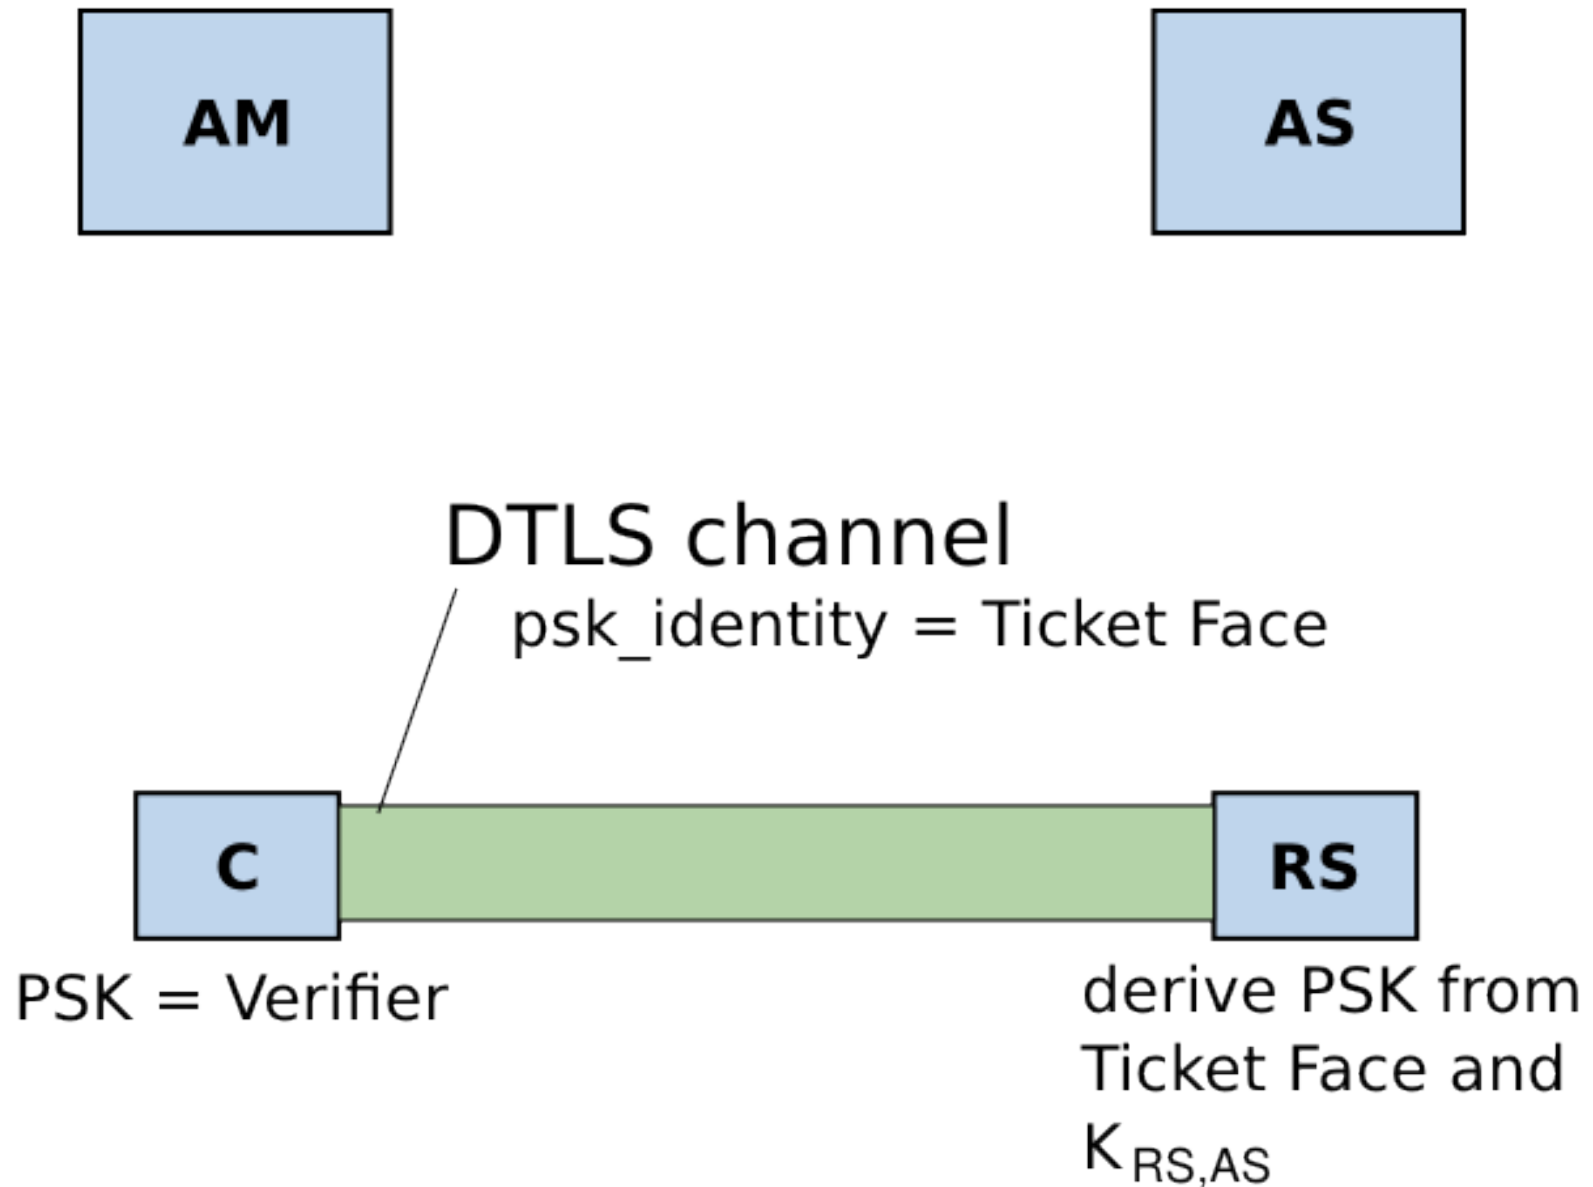 AM
AS
DTLS channel
psk_identity = Ticket Face
C
RS
PSK = Verifier
derive PSK from
Ticket Face and
K RS,AS